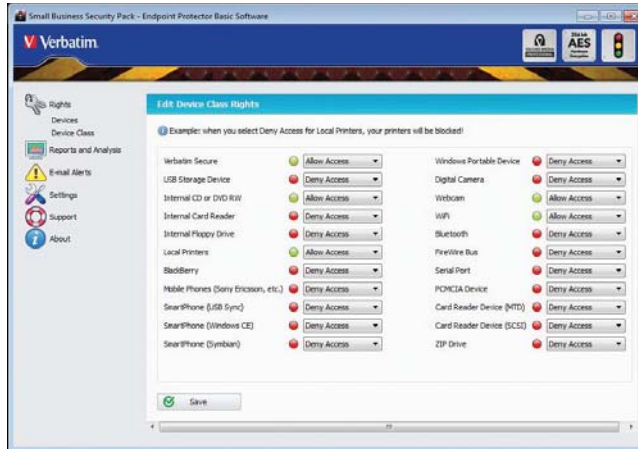 Small Business Security Pack - Endpoint Protector Basic Software
Verbatim
AES
Rights
Devices
Device Class
Reports and Analysis
E-mail Alerts
Settings
Support
About
Edit Device Class Rights
Example: when you select Deny Access for Local Printers, your printers will be blocked!
Verbatim Secure Allow Access Windows Portable Device Deny Access
USB Storage Device Deny Access Digital Camera Deny Access
Internal CD or DVD RW Allow Access Webcam Allow Access
Internal Card Reader Deny Access WiFi Allow Access
Internal Floppy Drive Deny Access Bluetooth Deny Access
Local Printers Allow Access FireWire Bus Deny Access
BlackBerry Deny Access Serial Port Deny Access
Mobile Phones (Sony Ericsson, etc.) Deny Access PCMCIA Device Deny Access
SmartPhone (USB Sync) Deny Access Card Reader Device (MTD) Deny Access
SmartPhone (Windows CE) Deny Access Card Reader Device (SCSI) Deny Access
SmartPhone (Symbian) Deny Access ZIP Drive Deny Access
Save